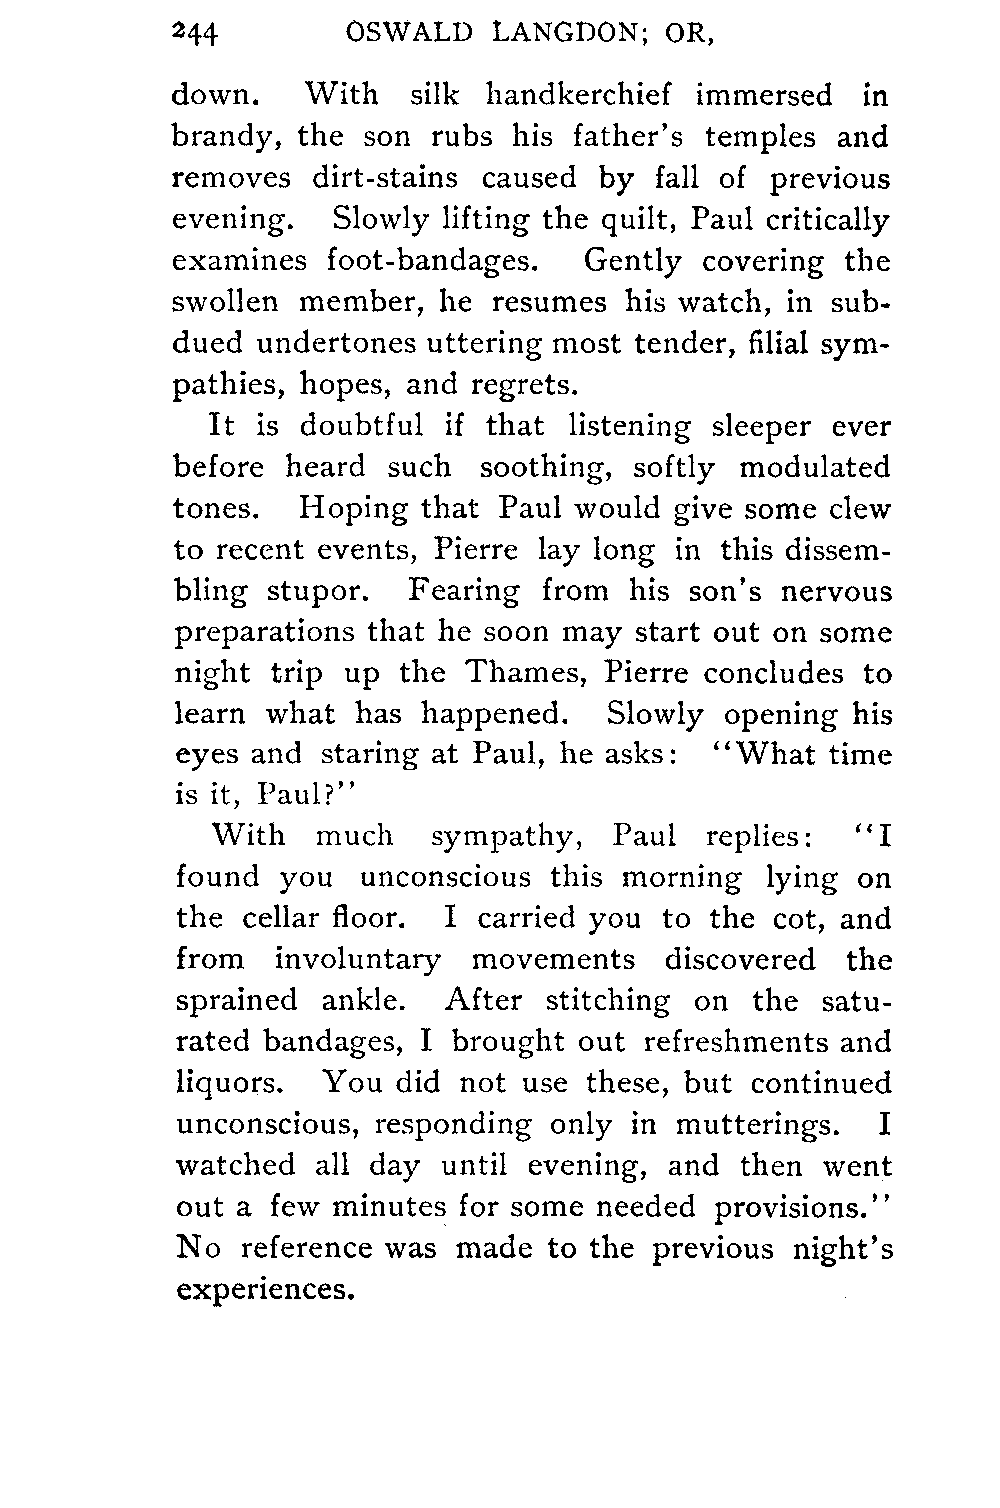 244 OSWALD LANGDON; OR,
down. With silk handkerchief immersed in
brandy, the son rubs his father's temples and
removes dirt-stains caused by fall of previous
evening. Slowly lifting the quilt, Paul critically
examines foot-bandages. Gently covering the
swollen member, he resumes his watch, in sub-
dued undertones uttering most tender, filial sym-
pathies, hopes, and regrets.
It is doubtful if that listening sleeper ever
before heard such soothing, softly modulated
tones. Hoping that Paul would give some clew
to recent events, Pierre lay long in this dissem-
bling stupor. Fearing from his son's nervous
preparations that he soon may start out on some
night trip up the Thames, Pierre concludes to
learn what has happened. Slowly opening his
eyes and staring at Paul, he asks: "What time
is it, Paul?"
With much sympathy, Paul replies: "I
found you unconscious this morning lying on
the cellar floor. I carried you to the cot, and
from involuntary movements discovered the
sprained ankle. After stitching on the satu-
rated bandages, I brought out refreshments and
liquors. You did not use these, but continued
unconscious, responding only in mutterings. I
watched all day until evening, and then went
out a few minutes for some needed provisions."
No reference was made to the previous night's
experiences.